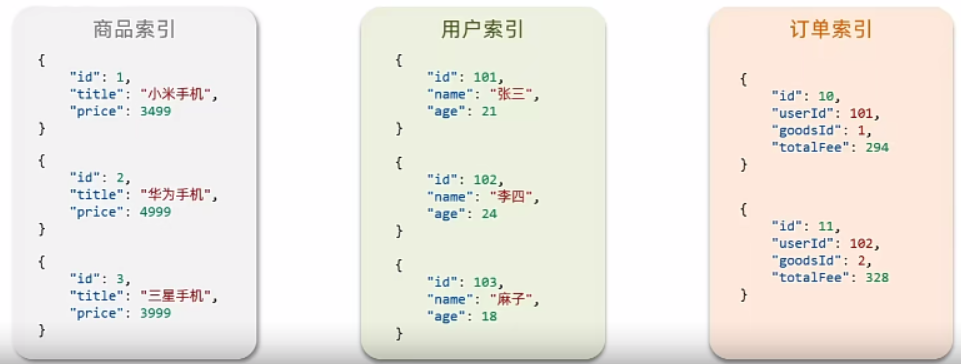 商品索引
{
"id": 1,
"title": "小米手机",
"price": 3499
}
{
"id": 2,
"title": "华为手机",
"price": 4999
}
{
"id": 3,
"title": "三星手机",
"price": 3999
}
用户索引
{
"id": 101,
"name": "张三",
"age": 21
}
{
"id": 102,
"name": "李四",
"age": 24
}
{
"id": 103,
"name": "麻子",
"age": 18
}
订单索引
{
"id": 10,
"userId": 101,
"goodsId": 1,
"totalFee": 294
}
{
"id": 11,
"userId": 102,
"goodsId": 2,
"totalFee": 328
}